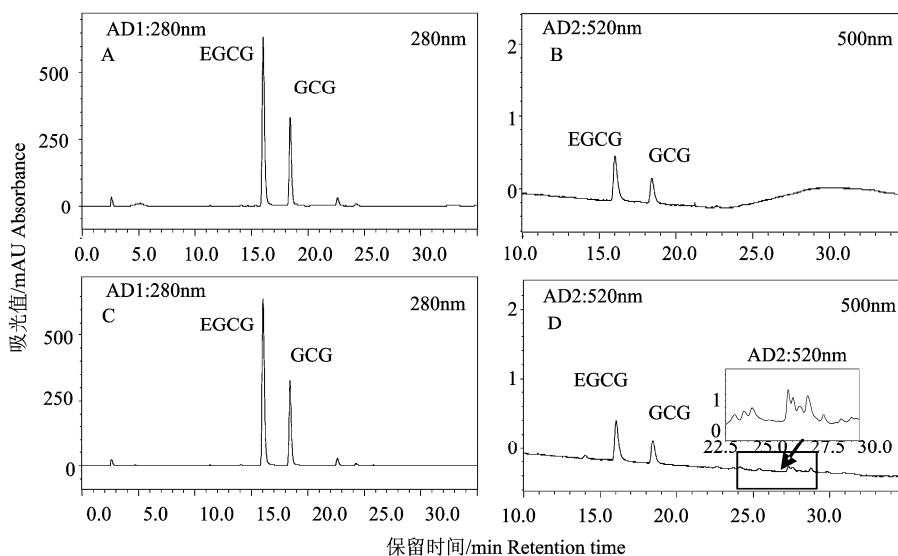 AD1:280nm
280nm
A
EGCG
GCG
500
250
0
0.0 5.0 10.0 15.0 20.0 25.0 30.0
AD2:520nm
500nm
B
2
1
0
EGCG
GCG
10.0 15.0 20.0 25.0 30.0
AD1:280nm
280nm
C
EGCG
GCG
500
250
0
0.0 5.0 10.0 15.0 20.0 25.0 30.0
AD2:520nm
500nm
D
2
1
0
EGCG
GCG
AD2:520nm
1
0
22.5 25.0 27.5 30.0
10.0 15.0 20.0 25.0 30.0
吸光值/mAU Absorbance
保留时间/min Retention time